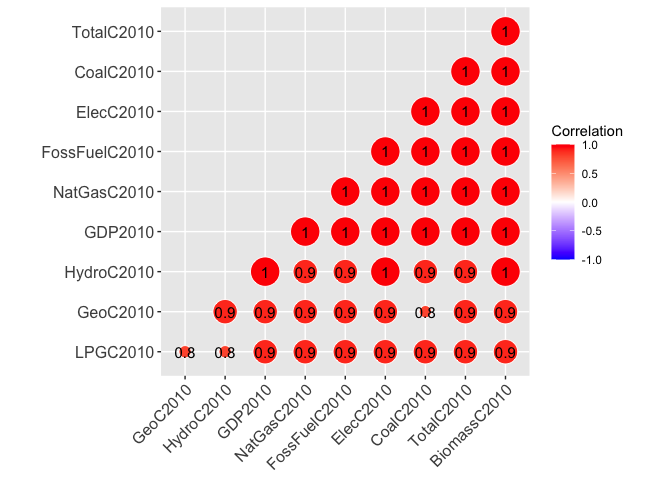 TotalC2010 1
CoalC2010 1 1
ElecC2010 1 1 1
FossFuelC2010 1 1 1 1
NatGasC2010 1 1 1 1 1
GDP2010 1 1 1 1 1 1
HydroC2010 1 0.9 0.9 1 0.9 0.9 1
GeoC2010 0.9 0.9 0.9 0.9 0.9 0.8 0.9 0.9
LPGC2010 0.8 0.8 0.9 0.9 0.9 0.9 0.9 0.9 0.9
GeoC2010
HydroC2010
GDP2010
NatGasC2010
FossFuelC2010
ElecC2010
CoalC2010
TotalC2010
BiomassC2010
Correlation
1.0
0.5
0.0
-0.5
-1.0